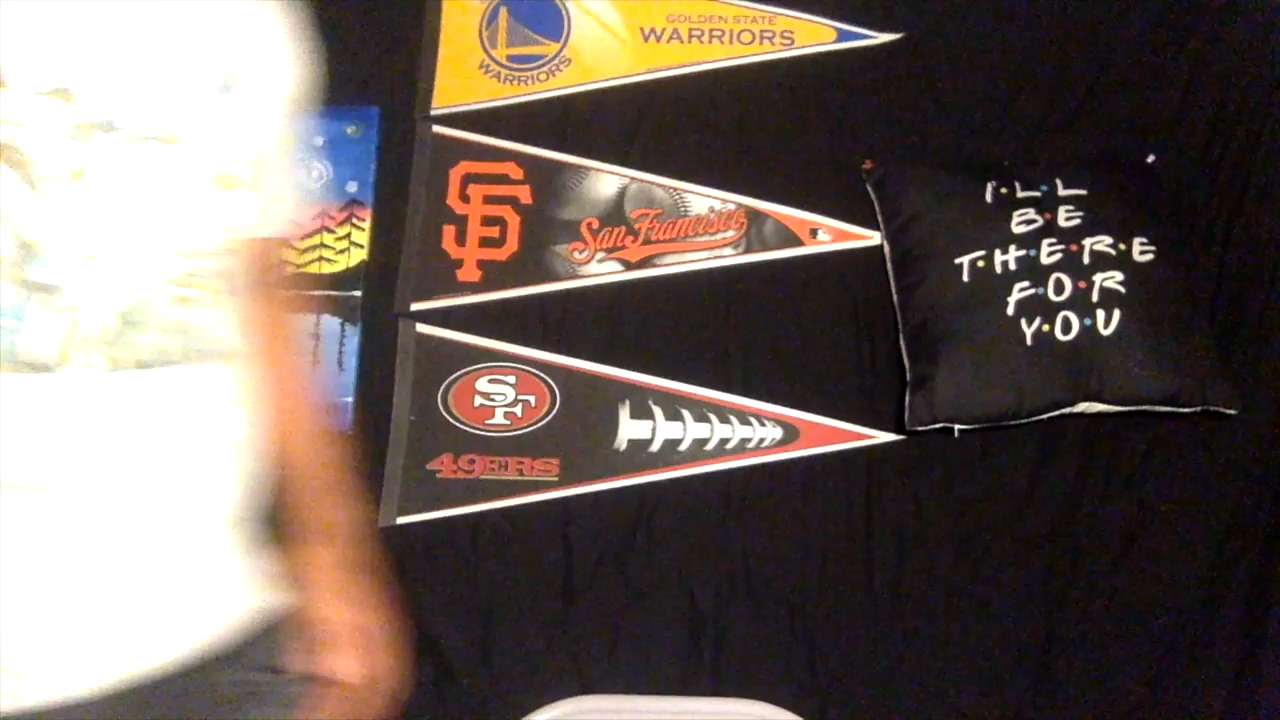 GOLDEN STATE
WARRIORS
WARRIORS
SF
San Francisco
SF
49ERS
I·L·L
B·E
T·H·E·R·E
F·O·R
Y·O·U